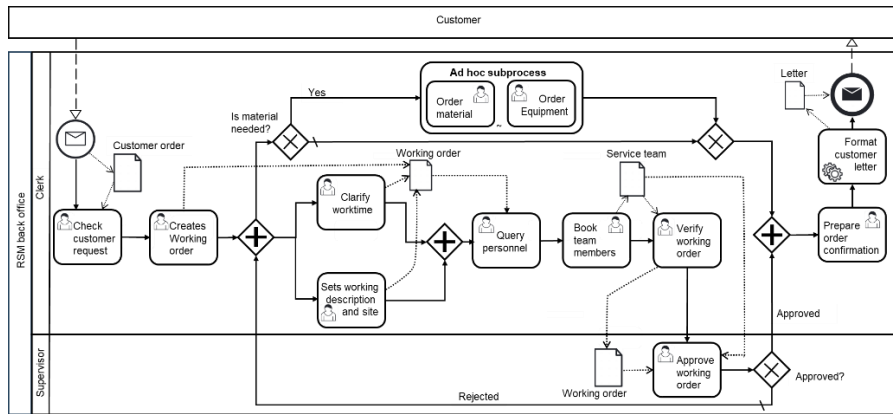 Customer
RSM back office
Clerk
Supervisor
Customer order
Check
customer
request
Creates
Working
order
Is material
needed?
Yes
Ad hoc subprocess
Order
material
~
Order
Equipment
Working order
Clarify
worktime
Sets working
description
and site
Query
personnel
Service team
Book
team
members
Verify
working
order
Letter
Format
customer
letter
Prepare
order
confirmation
Approved
Working order
Approve
working
order
Approved?
Rejected